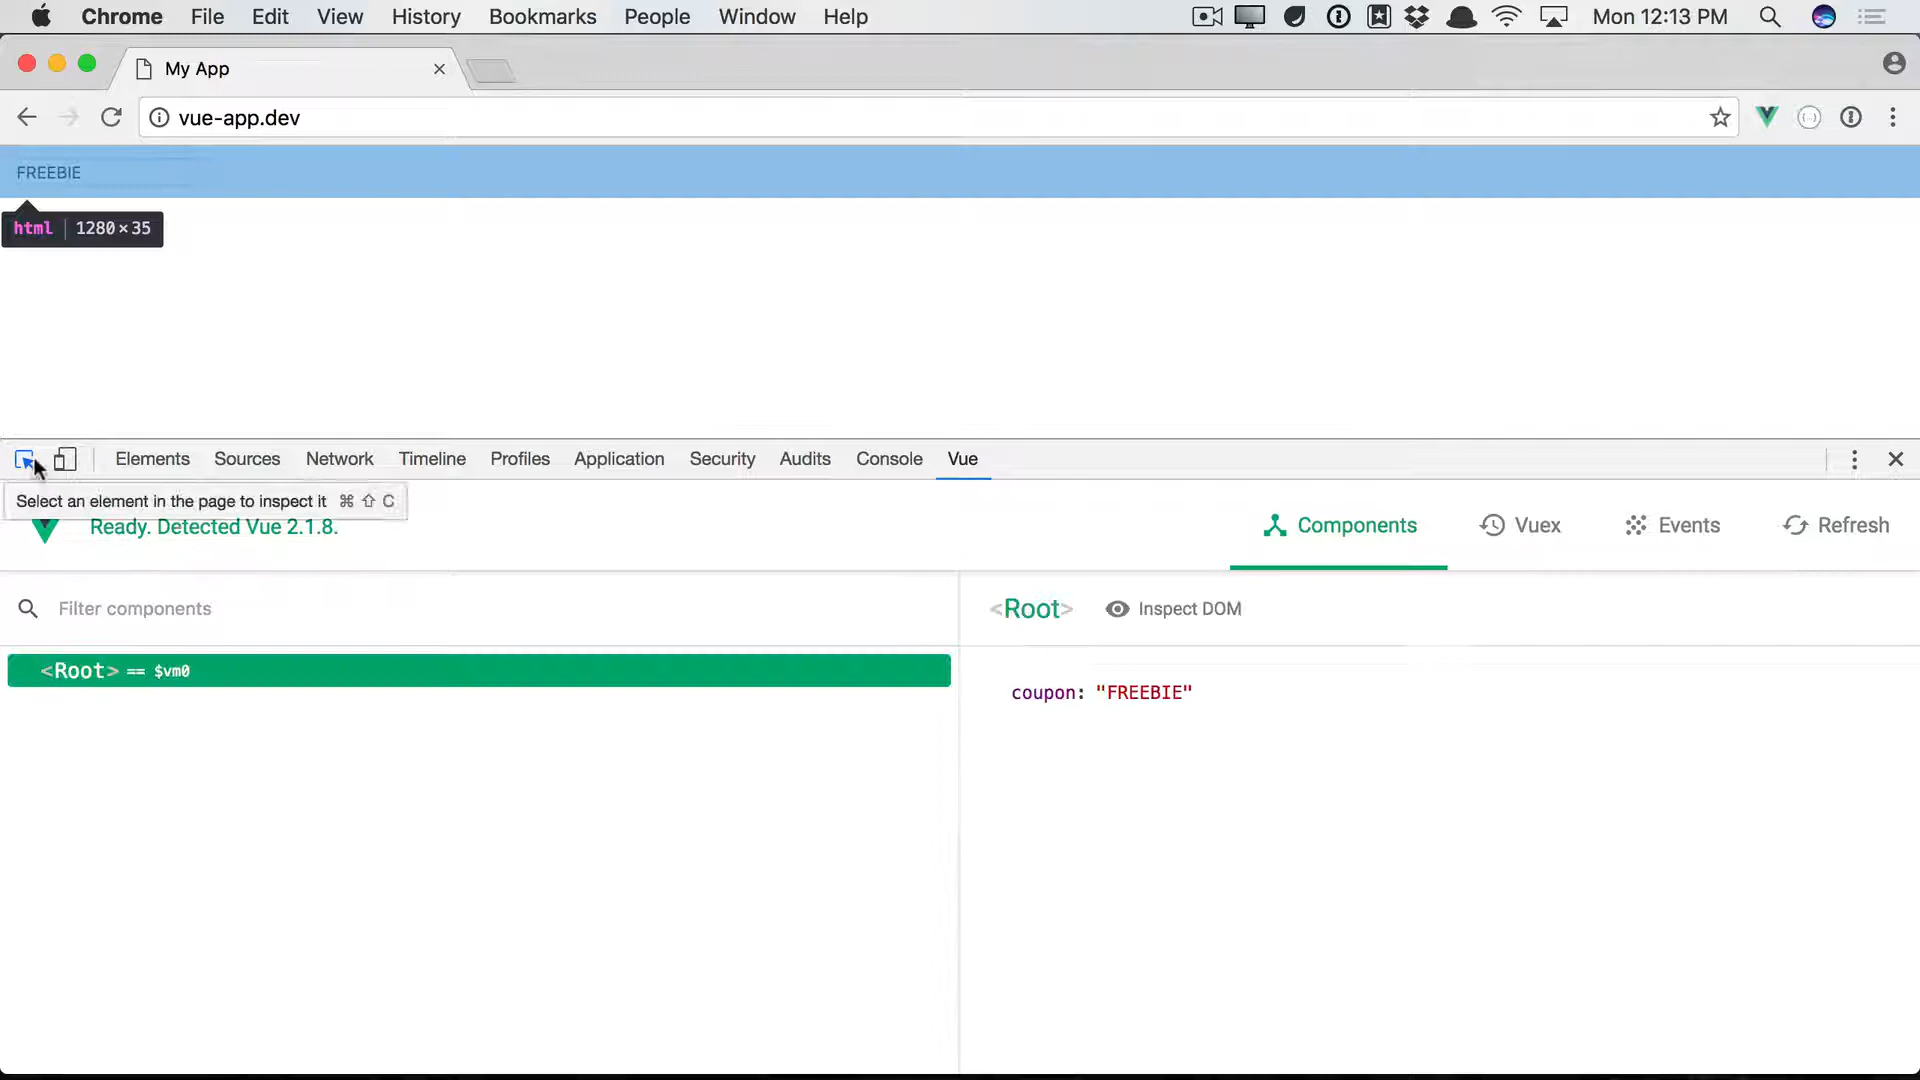 Chrome File Edit View History Bookmarks People Window Help Mon 12:13 PM
My App
vue-app.dev
FREEBIE
html 1280×35
Elements Sources Network Timeline Profiles Application Security Audits Console Vue
Select an element in the page to inspect it ⌘ ⇧ C
Ready. Detected Vue 2.1.8. Components Vuex Events Refresh
Filter components <Root> Inspect DOM
<Root> == $vm0
coupon: "FREEBIE"